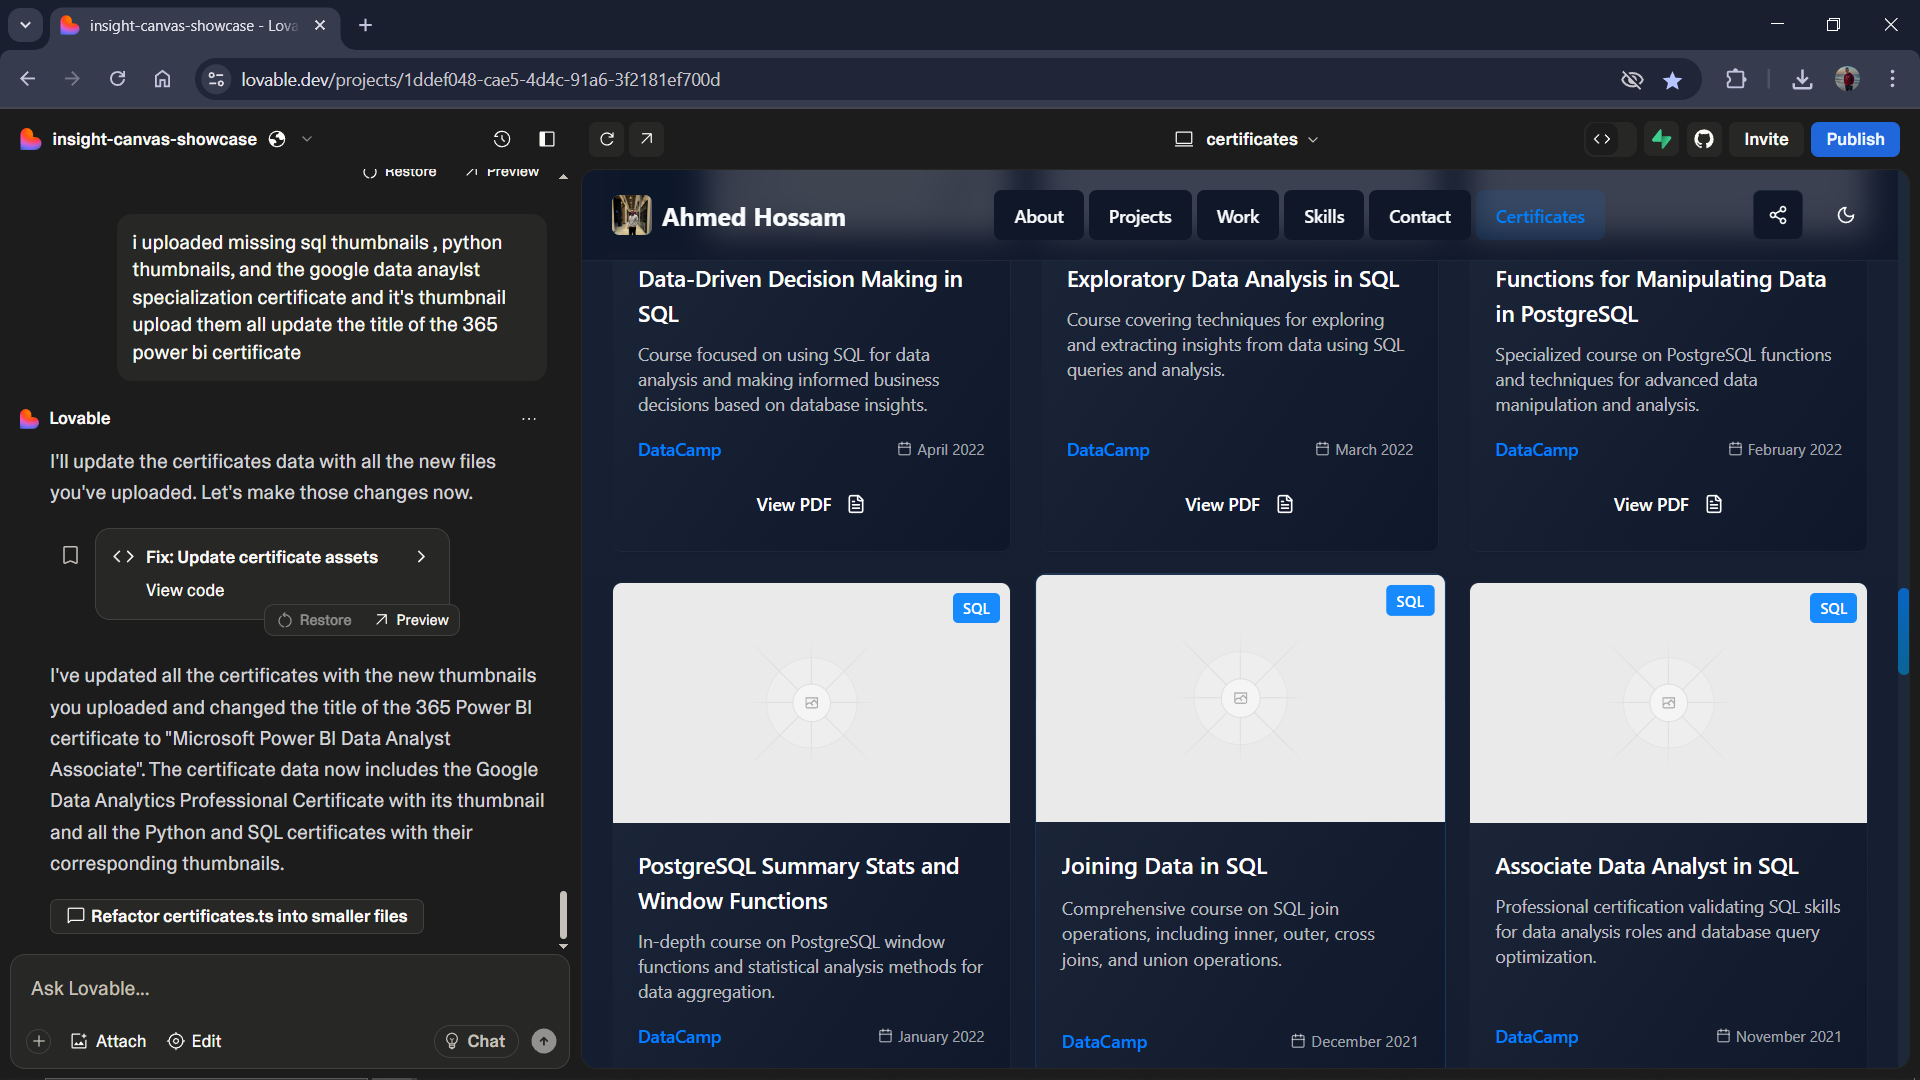 insight-canvas-showcase - Lova
lovable.dev/projects/1ddef048-cae5-4d4c-91a6-3f2181ef700d
insight-canvas-showcase
certificates
Invite
Publish
Restore
Preview
i uploaded missing sql thumbnails , python
thumbnails, and the google data anaylst
specialization certificate and it's thumbnail
upload them all update the title of the 365
power bi certificate
Lovable
I'll update the certificates data with all the new files
you've uploaded. Let's make those changes now.
Fix: Update certificate assets
View code
Restore
Preview
I've updated all the certificates with the new thumbnails
you uploaded and changed the title of the 365 Power BI
certificate to "Microsoft Power BI Data Analyst
Associate". The certificate data now includes the Google
Data Analytics Professional Certificate with its thumbnail
and all the Python and SQL certificates with their
corresponding thumbnails.
Refactor certificates.ts into smaller files
Ask Lovable...
Attach
Edit
Chat
Ahmed Hossam
About
Projects
Work
Skills
Contact
Certificates
Data-Driven Decision Making in
SQL
Course focused on using SQL for data
analysis and making informed business
decisions based on database insights.
DataCamp
April 2022
View PDF
Exploratory Data Analysis in SQL
Course covering techniques for exploring
and extracting insights from data using SQL
queries and analysis.
DataCamp
March 2022
View PDF
Functions for Manipulating Data
in PostgreSQL
Specialized course on PostgreSQL functions
and techniques for advanced data
manipulation and analysis.
DataCamp
February 2022
View PDF
SQL
PostgreSQL Summary Stats and
Window Functions
In-depth course on PostgreSQL window
functions and statistical analysis methods for
data aggregation.
DataCamp
January 2022
SQL
Joining Data in SQL
Comprehensive course on SQL join
operations, including inner, outer, cross
joins, and union operations.
DataCamp
December 2021
SQL
Associate Data Analyst in SQL
Professional certification validating SQL skills
for data analysis roles and database query
optimization.
DataCamp
November 2021